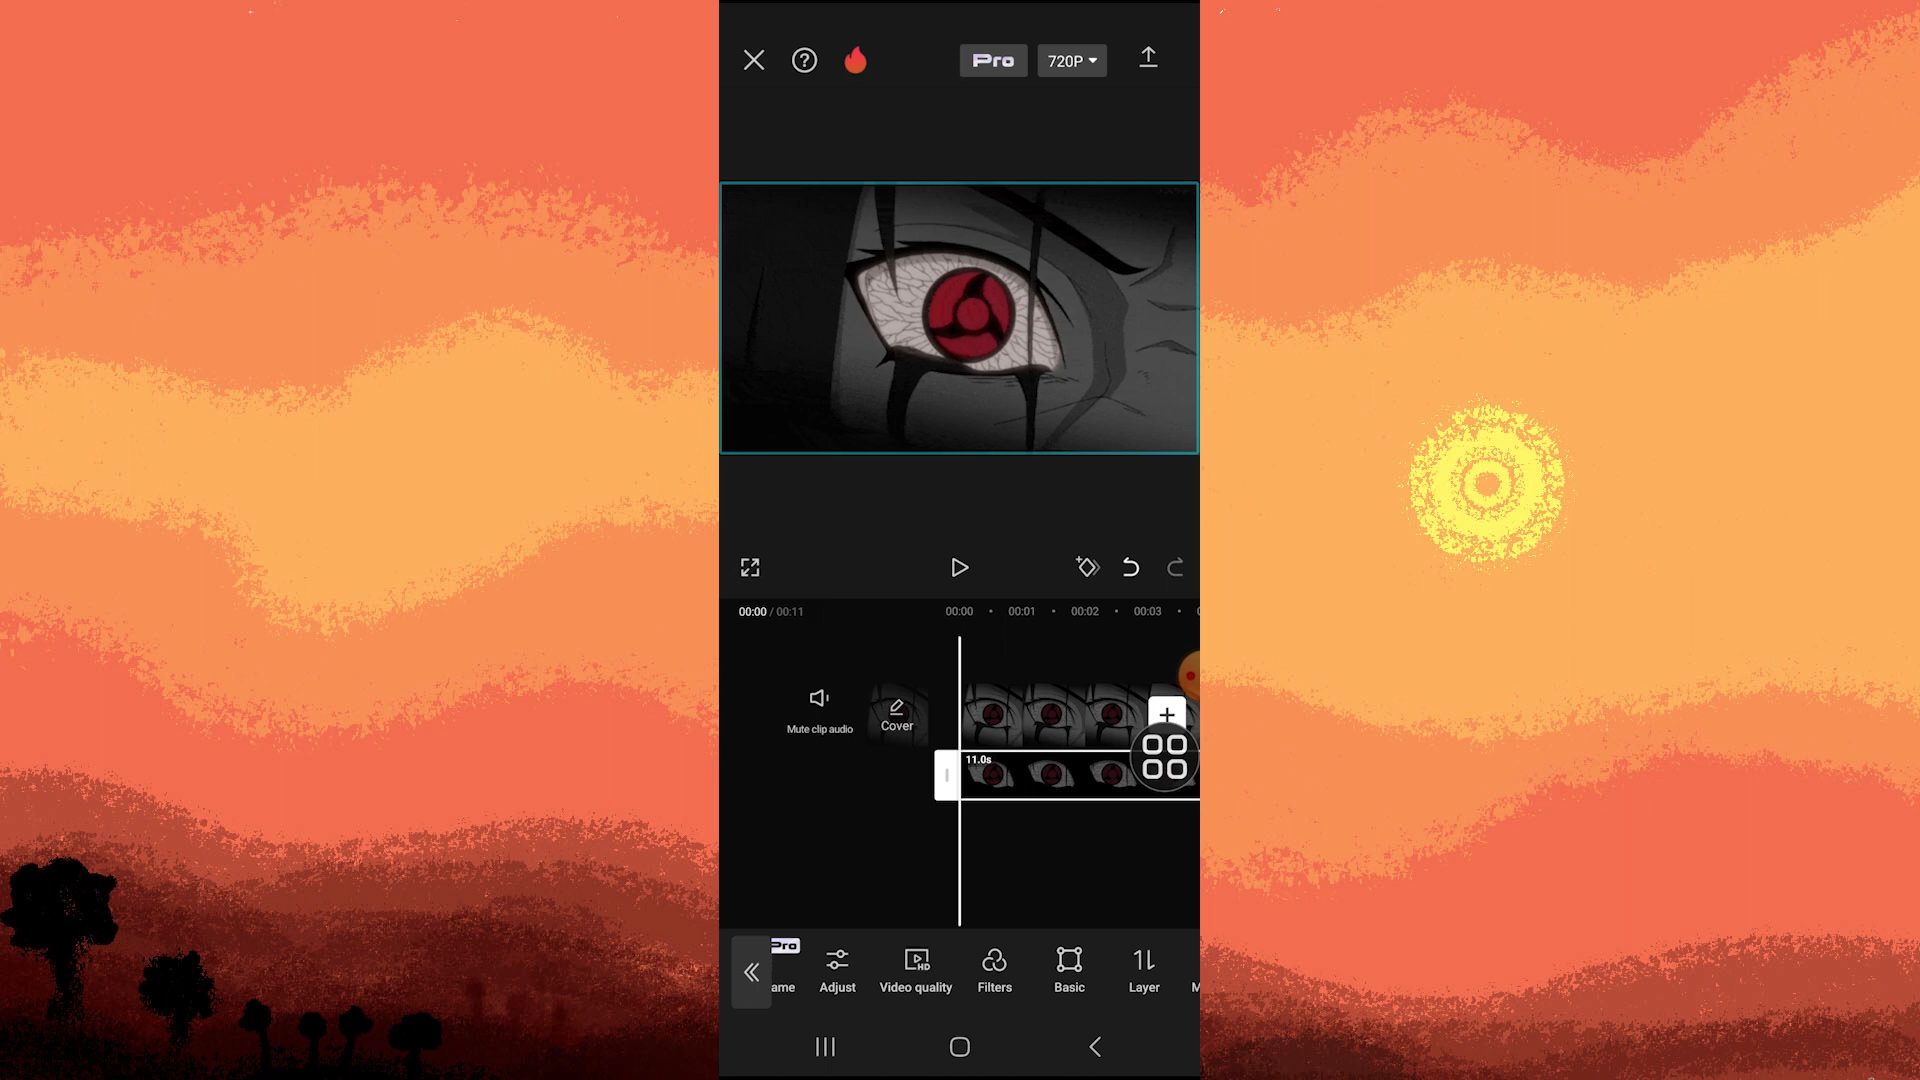 Pro 720P
00:00 / 00:11 00:00 00:01 00:02 00:03
Mute clip audio
Cover
11.0s
Pro
ame Adjust Video quality Filters Basic Layer M
HD